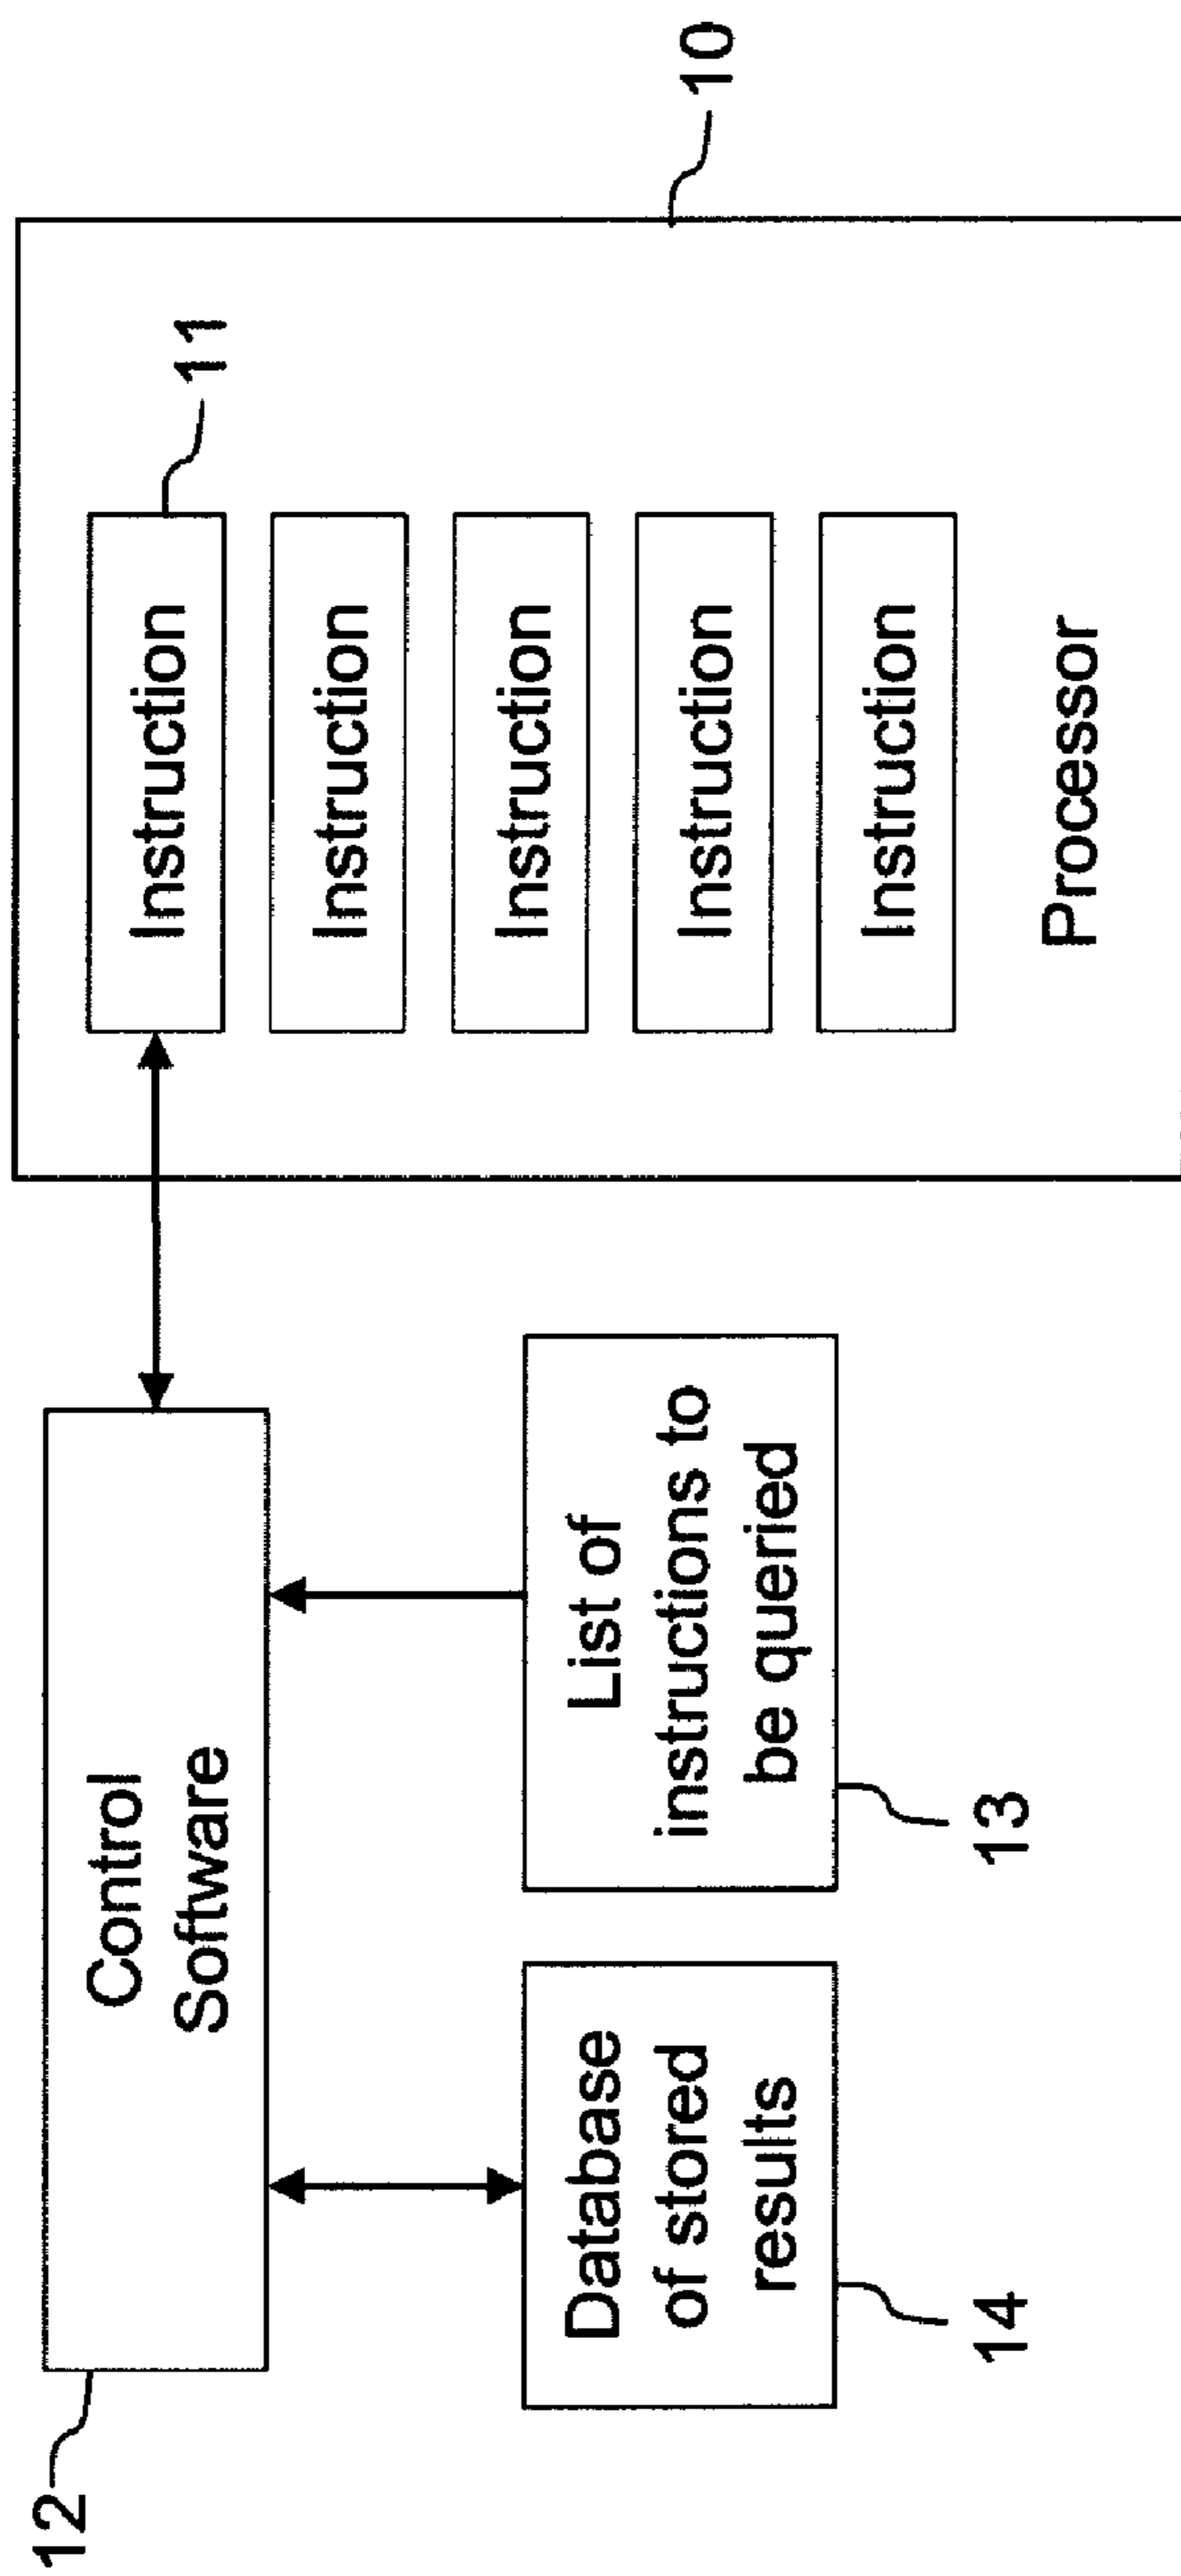 12
Control
Software
Database
of stored
results
14
List of
instructions to
be queried
13
Instruction
11
Instruction
Instruction
Instruction
Instruction
Processor
10